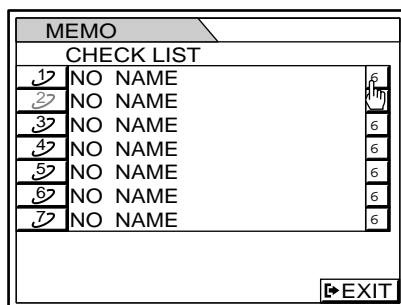 MEMO
CHECK LIST
1 NO NAME 6
2 NO NAME
3 NO NAME 6
4 NO NAME 6
5 NO NAME 6
6 NO NAME 6
7 NO NAME 6
EXIT